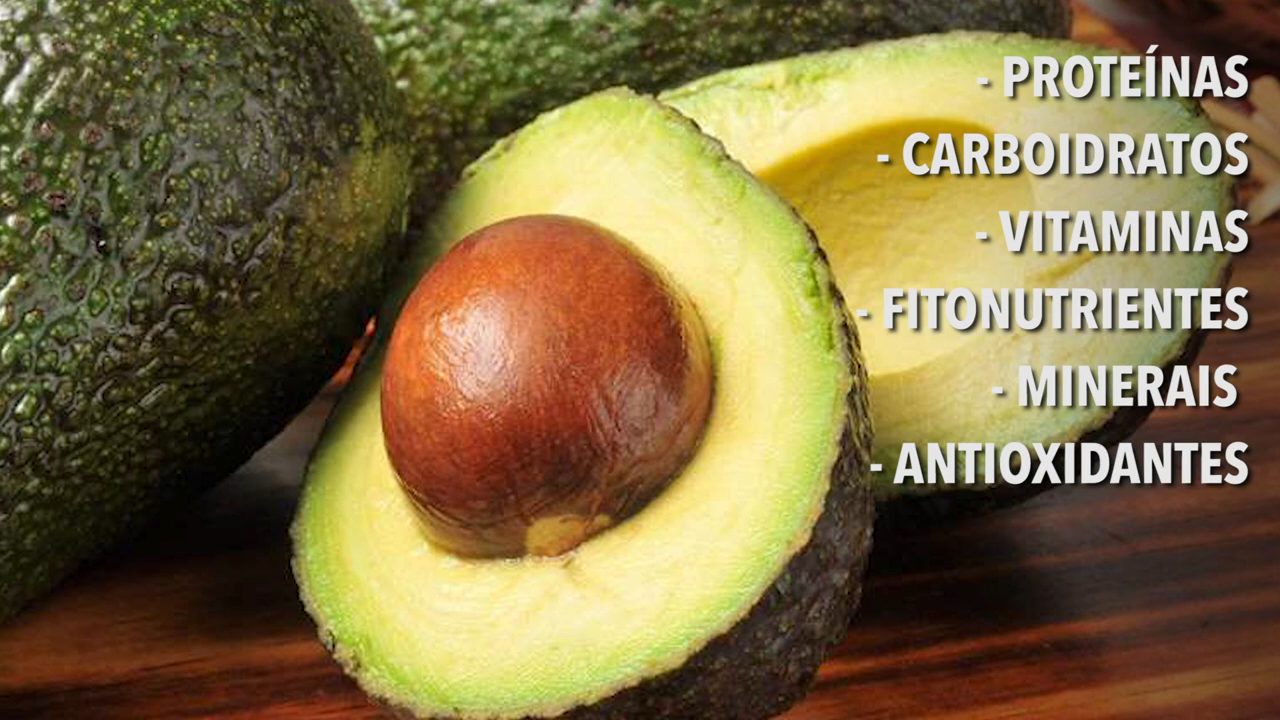 - PROTEÍNAS
- CARBOIDRATOS
- VITAMINAS
- FITONUTRIENTES
- MINERAIS
- ANTIOXIDANTES